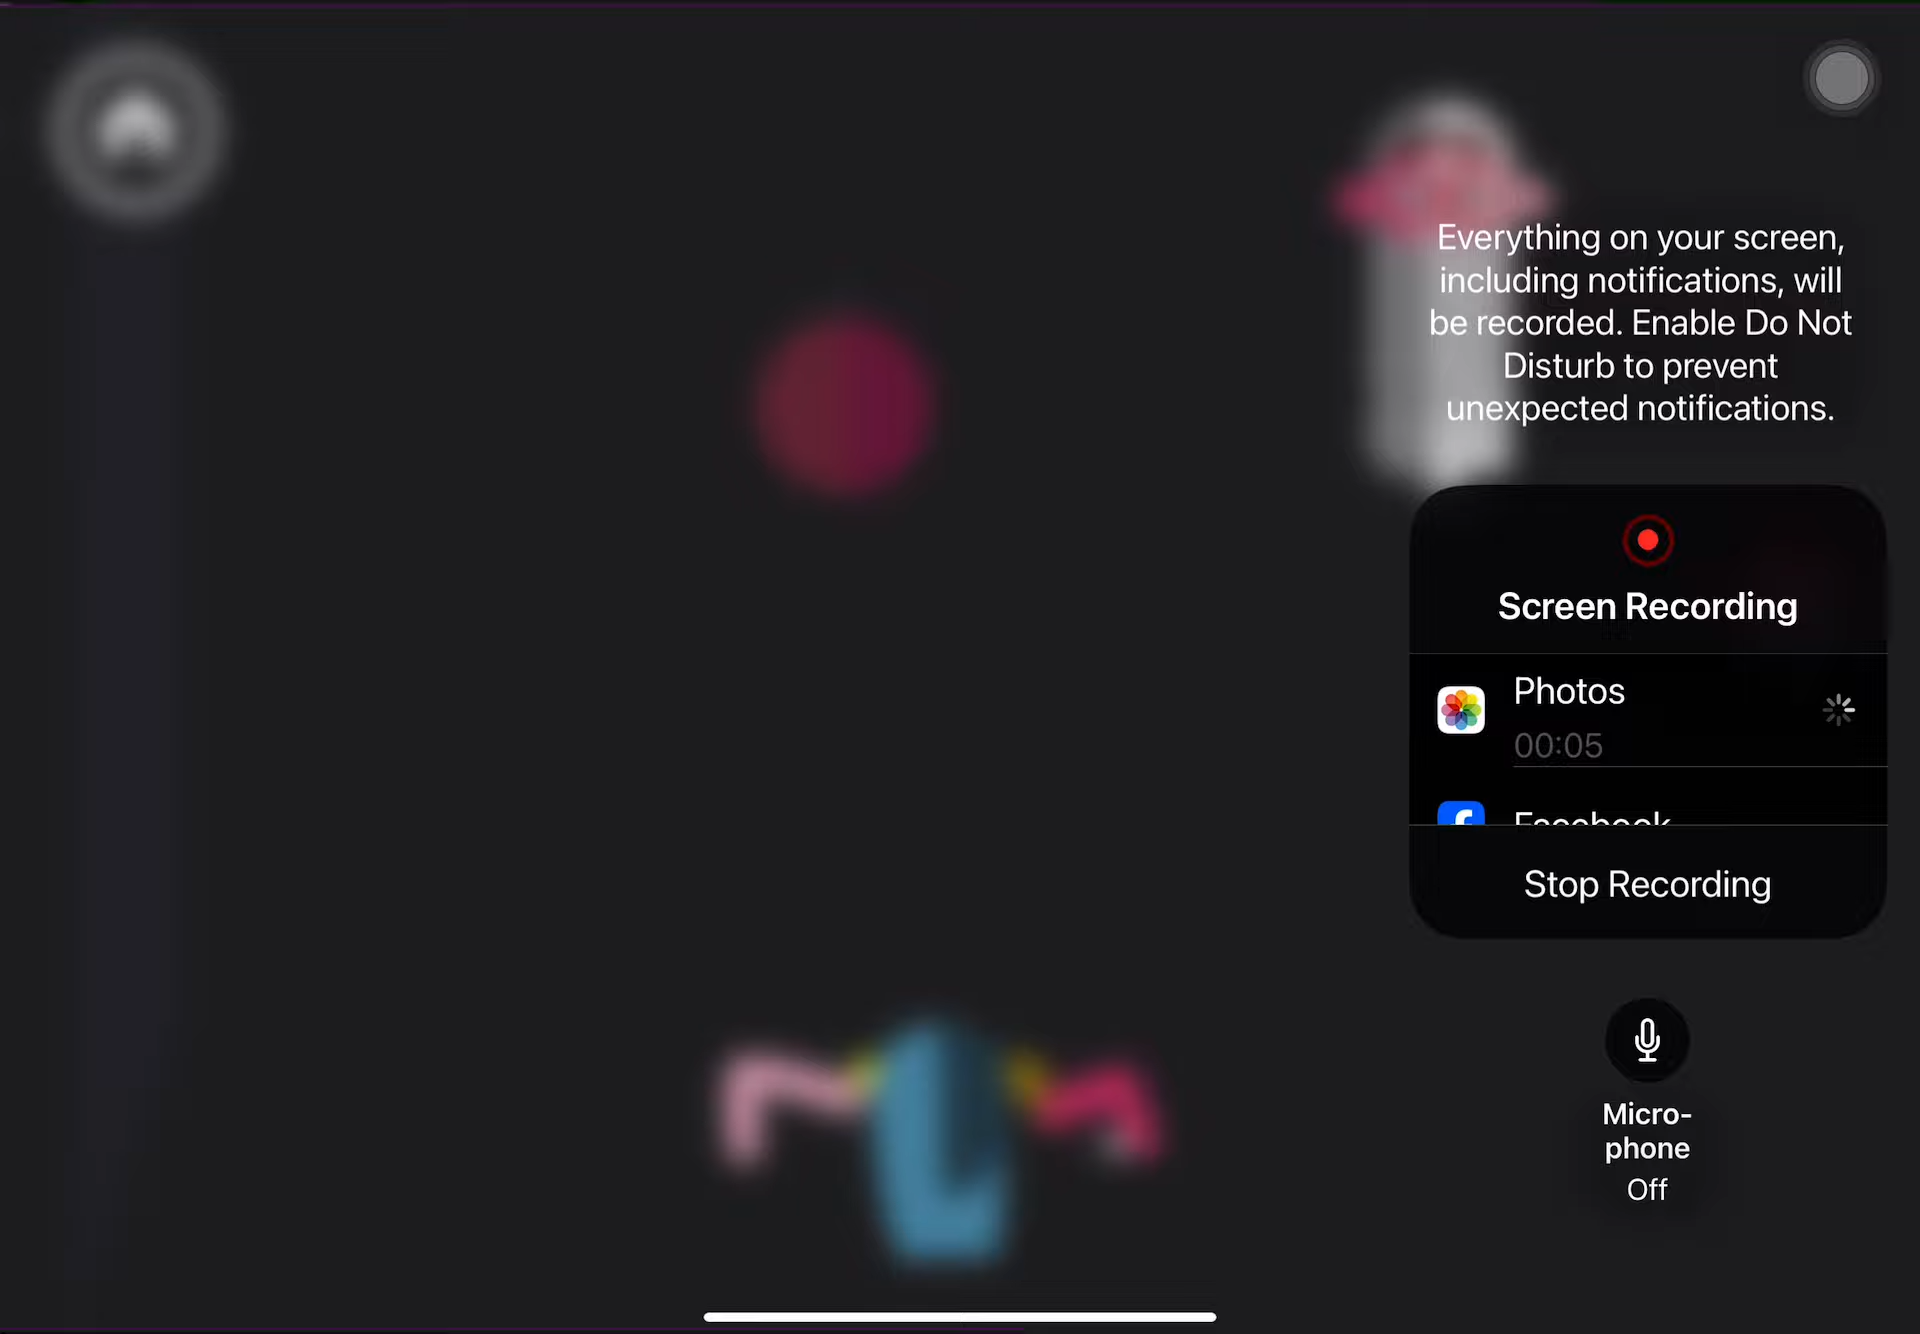 Everything on your screen,
including notifications, will
be recorded. Enable Do Not
Disturb to prevent
unexpected notifications.
Screen Recording
Photos
00:05
Facebook
Stop Recording
Micro-
phone
Off